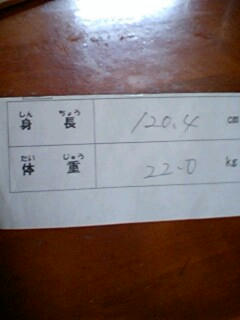 しん ちょう
身 長 120.4 cm
たい じゅう
体 重 22.0 kg